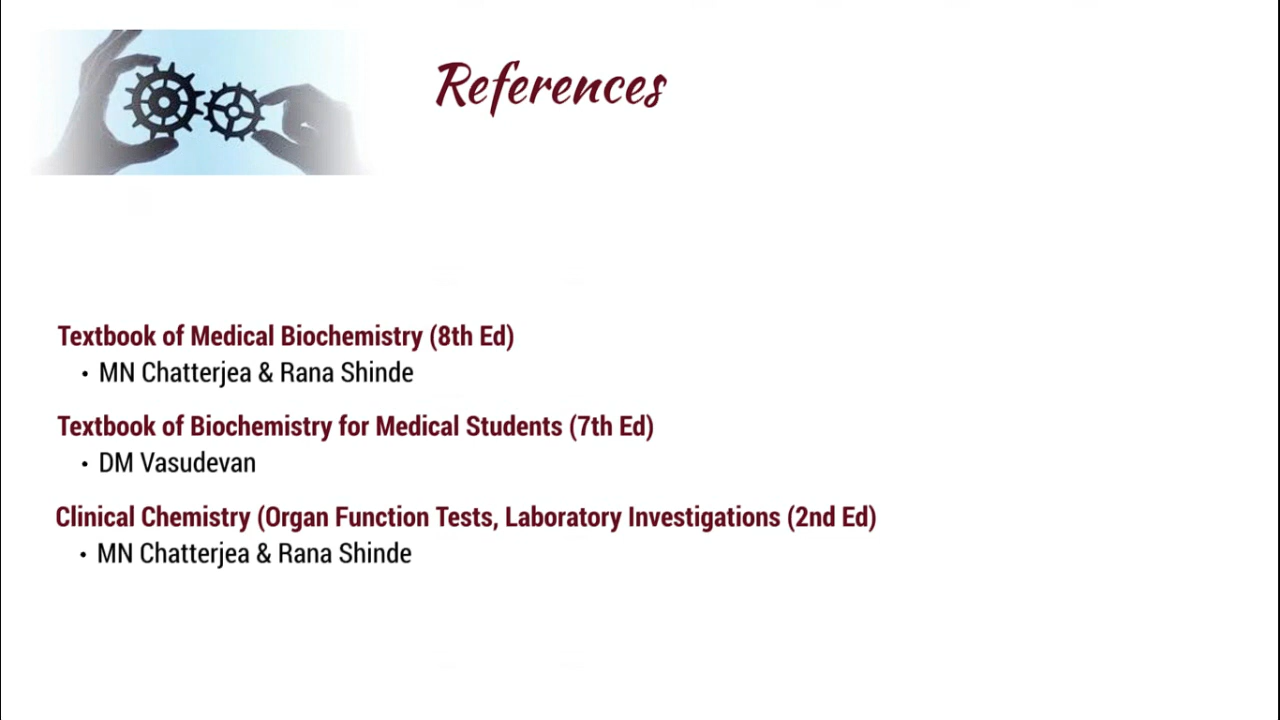 References
Textbook of Medical Biochemistry (8th Ed)
• MN Chatterjea & Rana Shinde
Textbook of Biochemistry for Medical Students (7th Ed)
• DM Vasudevan
Clinical Chemistry (Organ Function Tests, Laboratory Investigations (2nd Ed)
• MN Chatterjea & Rana Shinde